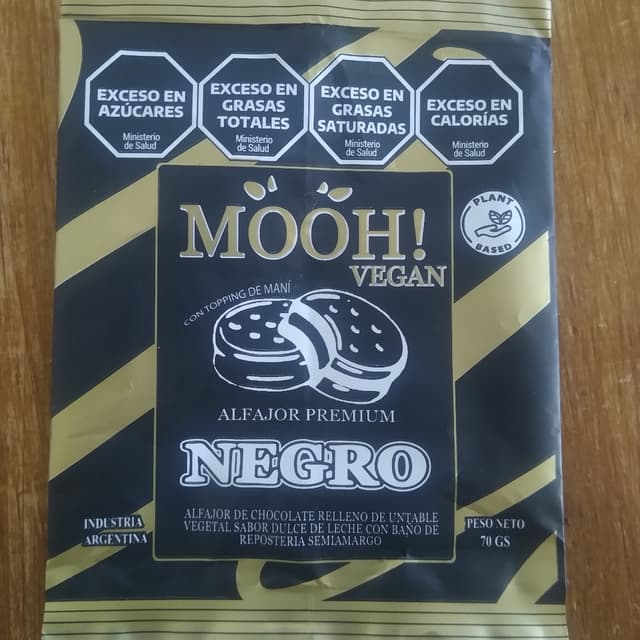 EXCESO EN
AZÚCARES
Ministerio
de Salud
EXCESO EN
GRASAS
TOTALES
Ministerio
de Salud
EXCESO EN
GRASAS
SATURADAS
Ministerio
de Salud
EXCESO EN
CALORÍAS
Ministerio
de Salud
PLANT
BASED
MOOH!
VEGAN
CON TOPPING DE MANÍ
ALFAJOR PREMIUM
NEGRO
ALFAJOR DE CHOCOLATE RELLENO DE UNTABLE
VEGETAL SABOR DULCE DE LECHE CON BAÑO DE
REPOSTERIA SEMIAMARGO
INDUSTRIA
ARGENTINA
PESO NETO
70 GS